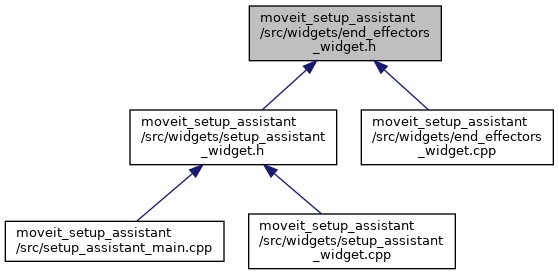 moveit_setup_assistant
/src/widgets/end_effectors
_widget.h
moveit_setup_assistant
/src/widgets/setup_assistant
_widget.h
moveit_setup_assistant
/src/widgets/end_effectors
_widget.cpp
moveit_setup_assistant
/src/setup_assistant_main.cpp
moveit_setup_assistant
/src/widgets/setup_assistant
_widget.cpp